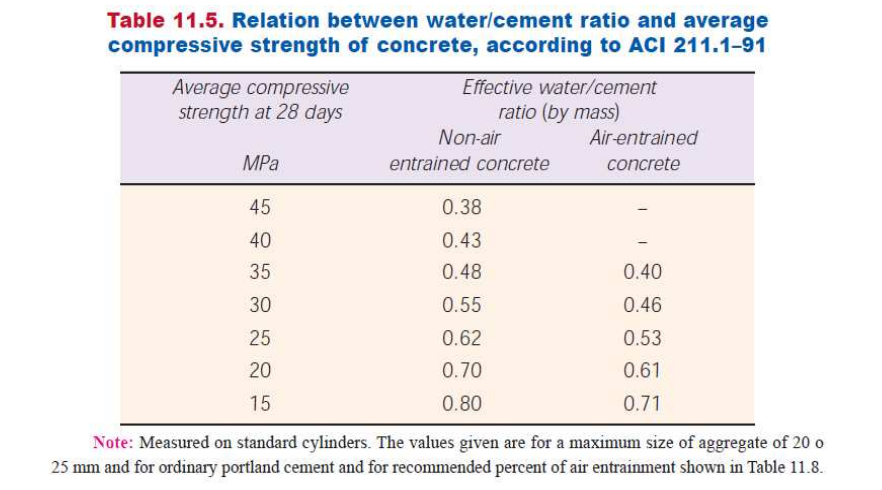 Table 11.5. Relation between water/cement ratio and average
compressive strength of concrete, according to ACI 211.1–91
Average compressive Effective water/cement
strength at 28 days ratio (by mass)
Non-air Air-entrained
MPa entrained concrete concrete
45 0.38 –
40 0.43 –
35 0.48 0.40
30 0.55 0.46
25 0.62 0.53
20 0.70 0.61
15 0.80 0.71
Note: Measured on standard cylinders. The values given are for a maximum size of aggregate of 20 o
25 mm and for ordinary portland cement and for recommended percent of air entrainment shown in Table 11.8.